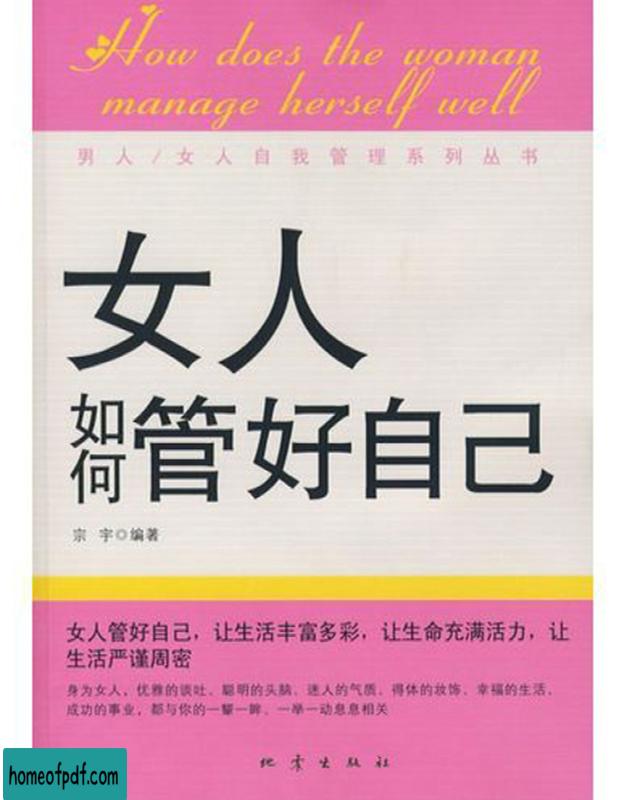 How does the woman
manage herself well
男人/女人自我管理系列丛书
女人
如何管好自己
宗 宇◎编著
女人管好自己，让生活丰富多彩，让生命充满活力，让
生活严谨周密
身为女人，优雅的谈吐、聪明的头脑、迷人的气质、得体的妆饰、幸福的生活、
成功的事业，都与你的一颦一眸、一举一动息息相关
地震出版社
homeofpdf.com